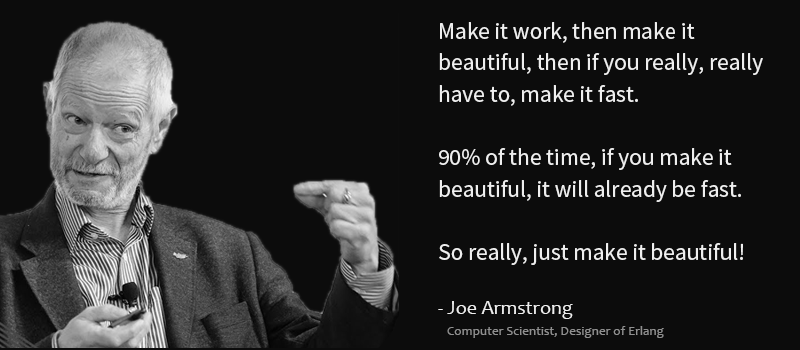 Make it work, then make it
beautiful, then if you really, really
have to, make it fast.
90% of the time, if you make it
beautiful, it will already be fast.
So really, just make it beautiful!
- Joe Armstrong
Computer Scientist, Designer of Erlang